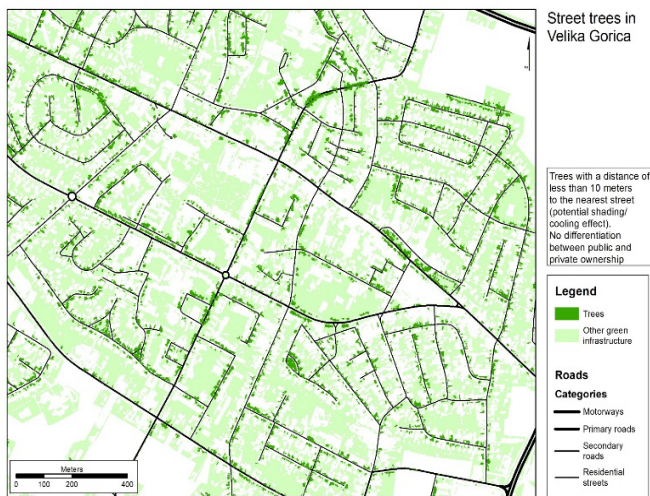 Street trees in
Velika Gorica
Trees with a distance of
less than 10 meters
to the nearest street
(potential shading/
cooling effect).
No differentiation
between public and
private ownership
Legend
Trees
Other green
infrastructure
Roads
Categories
Motorways
Primary roads
Secondary
roads
Residential
streets
Meters
0 100 200 400